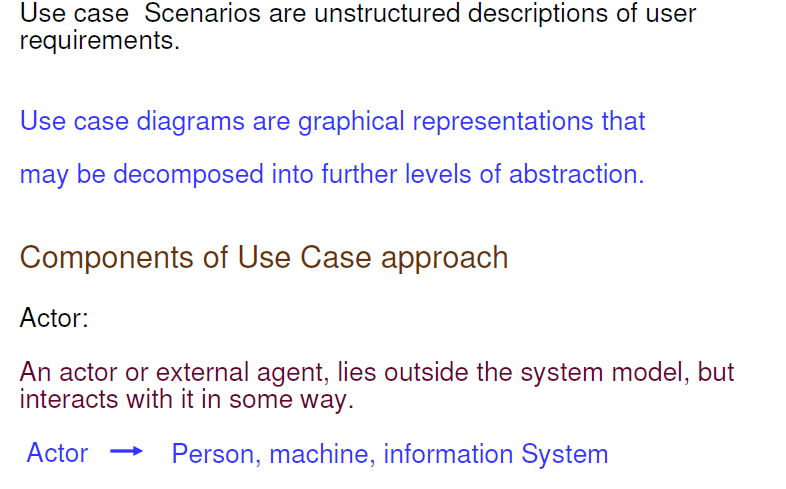 Use case  Scenarios are unstructured descriptions of user
requirements.
Use case diagrams are graphical representations that
may be decomposed into further levels of abstraction.
Components of Use Case approach
Actor:
An actor or external agent, lies outside the system model, but
interacts with it in some way.
Actor → Person, machine, information System